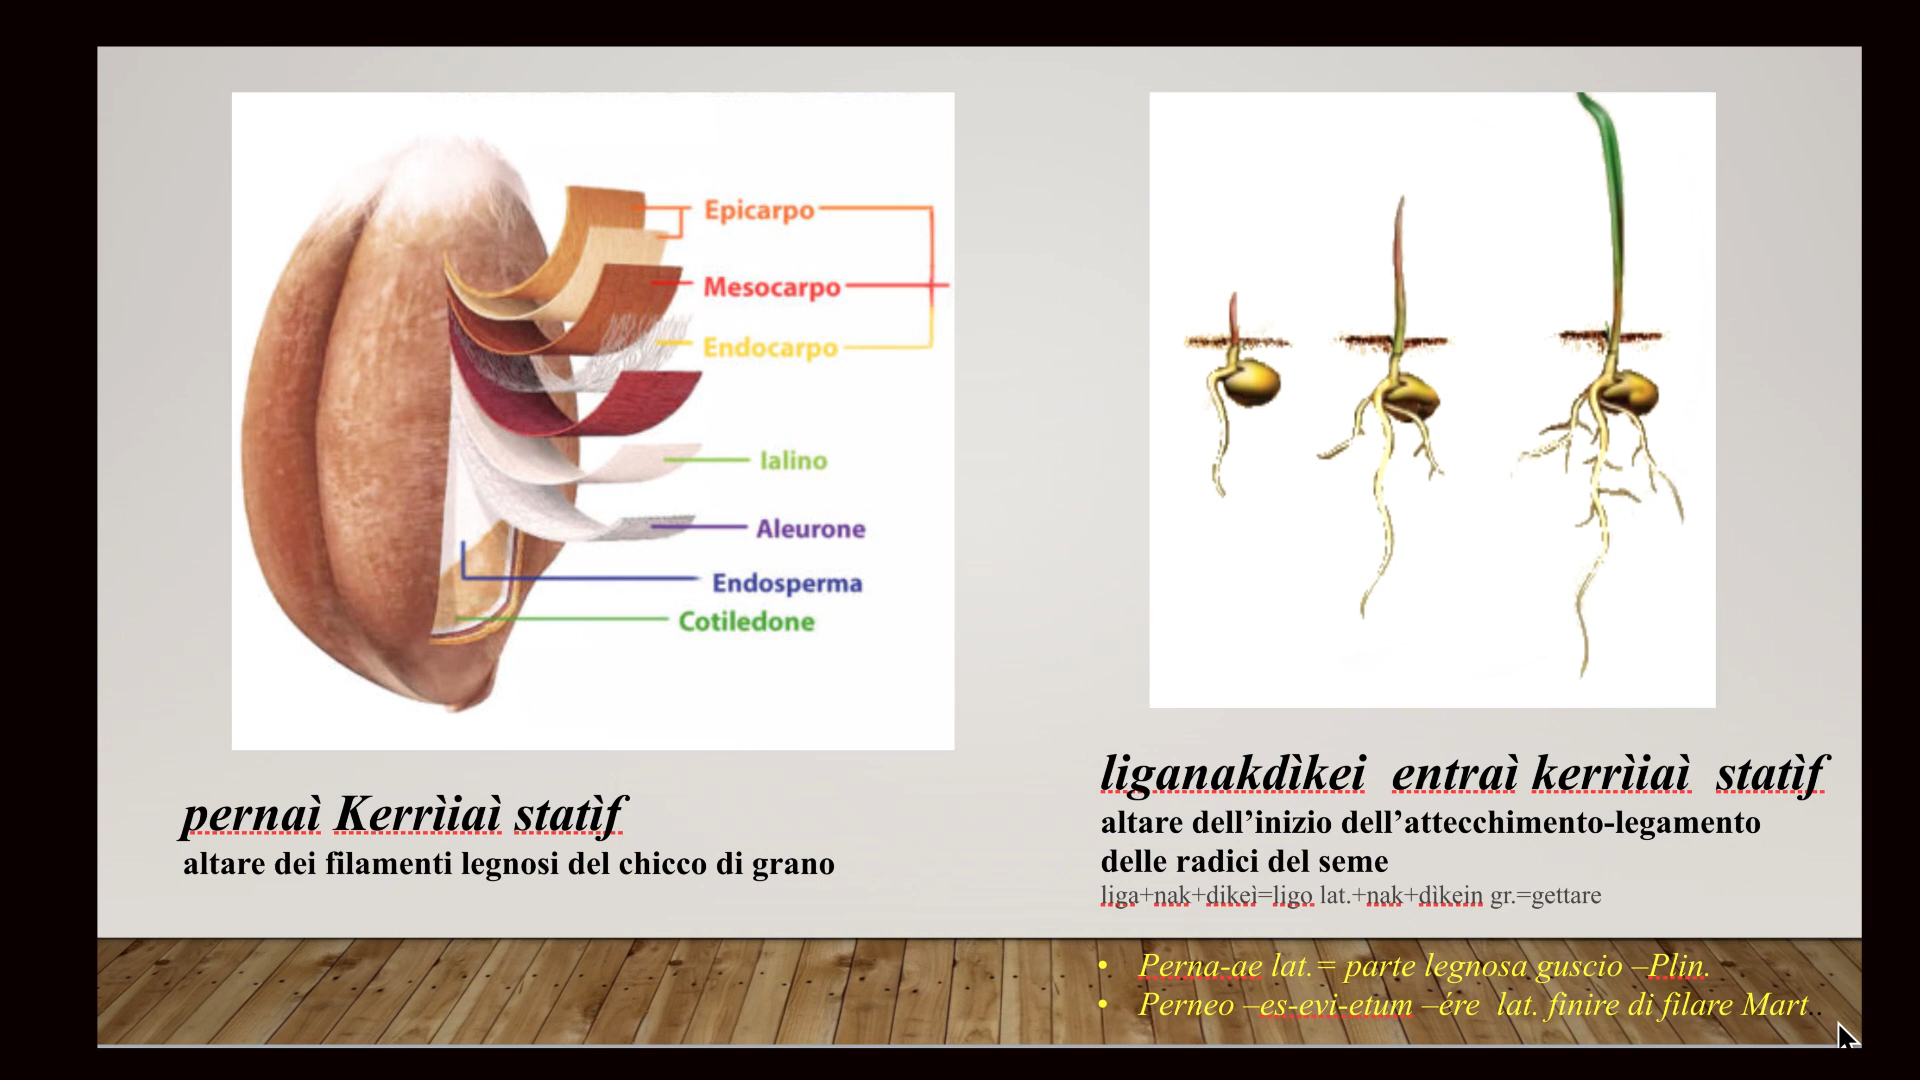 Epicarpo
Mesocarpo
Endocarpo
Ialino
Aleurone
Endosperma
Cotiledone
pernaì Kerrìiaì statìf
altare dei filamenti legnosi del chicco di grano
liganakdìkei entraì kerrìiaì statìf
altare dell’inizio dell’attecchimento-legamento
delle radici del seme
liga+nak+dikeì=ligo lat.+nak+dìkein gr.=gettare
• Perna-ae lat.= parte legnosa guscio –Plin.
• Perneo –es-evi-etum –ére lat. finire di filare Mart..